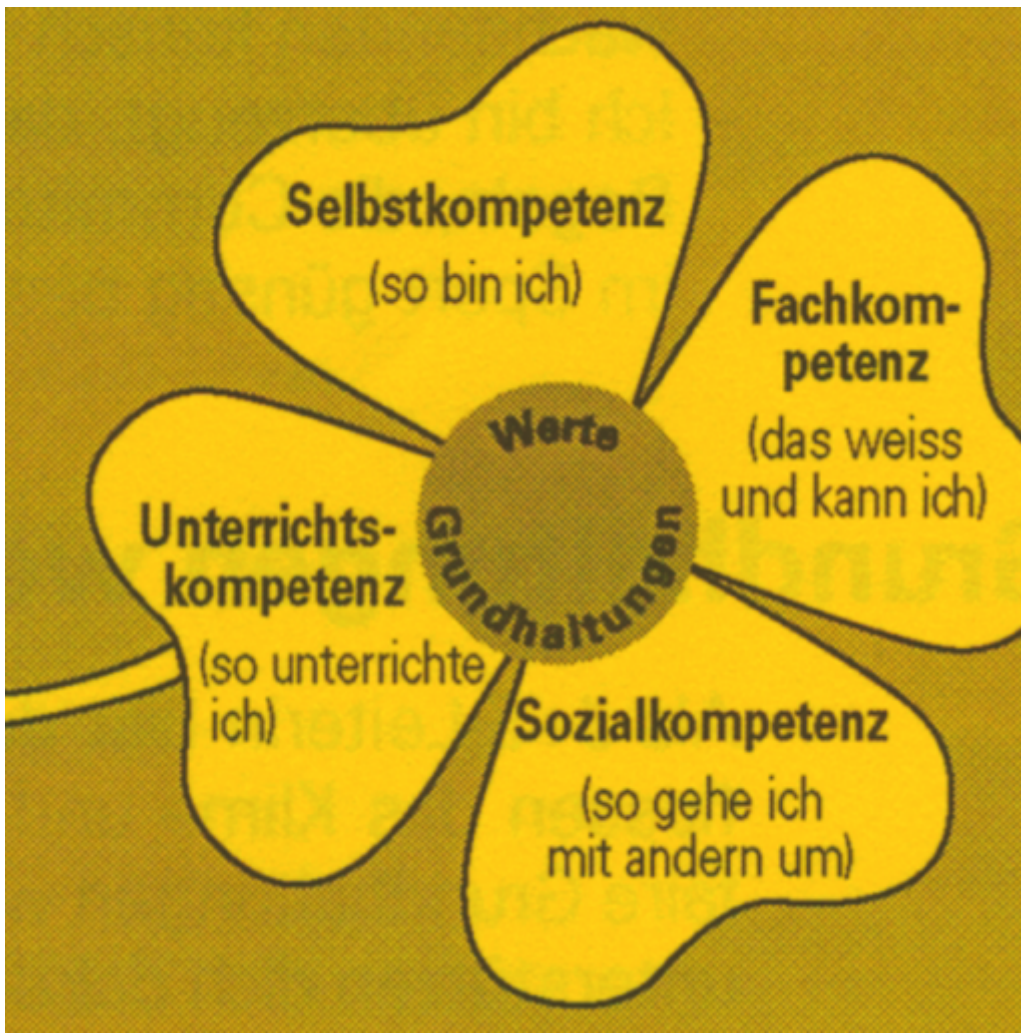 Selbstkompetenz
(so bin ich)
Fachkom-
petenz
(das weiss
und kann ich)
Werte
Grundhaltungen
Unterrichts-
kompetenz
(so unterrichte
ich)
Sozialkompetenz
(so gehe ich
mit andern um)